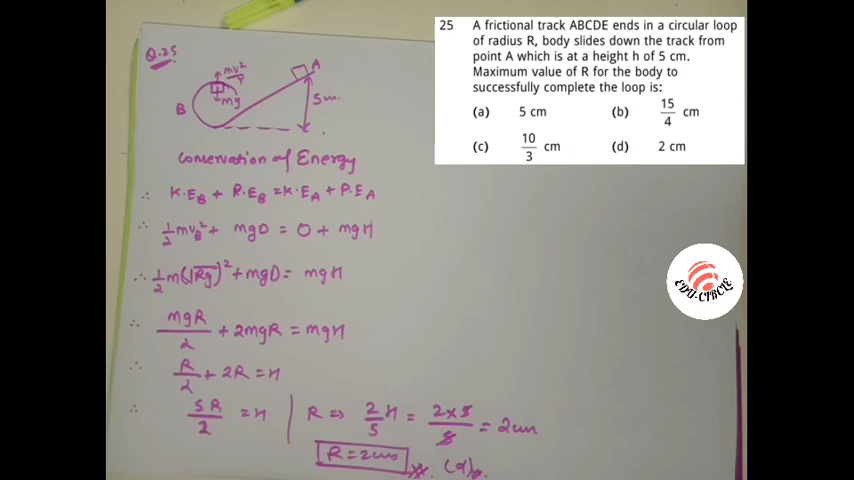 Q.25
mv²/r
mg
A
B
5cm.
Conservation of Energy
∴ K.E_B + P.E_B = K.E_A + P.E_A
∴ 1/2 mv_B² + mgD = 0 + mgH
∴ 1/2 m(√Rg)² + mgD = mgH
∴ mgR/2 + 2mgR = mgH
∴ R/2 + 2R = H
∴ 5R/2 = H | R ⇒ 2/5 H = 2×5/5 = 2cm
R = 2cm (d)
25 A frictional track ABCDE ends in a circular loop
of radius R, body slides down the track from
point A which is at a height h of 5 cm.
Maximum value of R for the body to
successfully complete the loop is:
(a) 5 cm (b) 15/4 cm
(c) 10/3 cm (d) 2 cm
EDU-CIRCLE